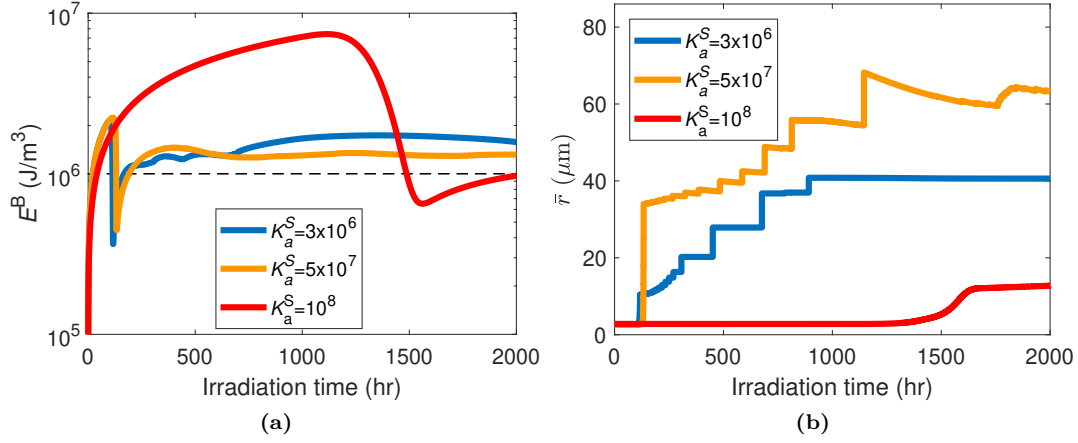 10^7
10^6
10^5
E^B (J/m^3)
K_a^S=3x10^6
K_a^S=5x10^7
K_a^S=10^8
0 500 1000 1500 2000
Irradiation time (hr)
(a)
80
60
40
20
0
r̄ (μm)
K_a^S=3x10^6
K_a^S=5x10^7
K_a^S=10^8
0 500 1000 1500 2000
Irradiation time (hr)
(b)